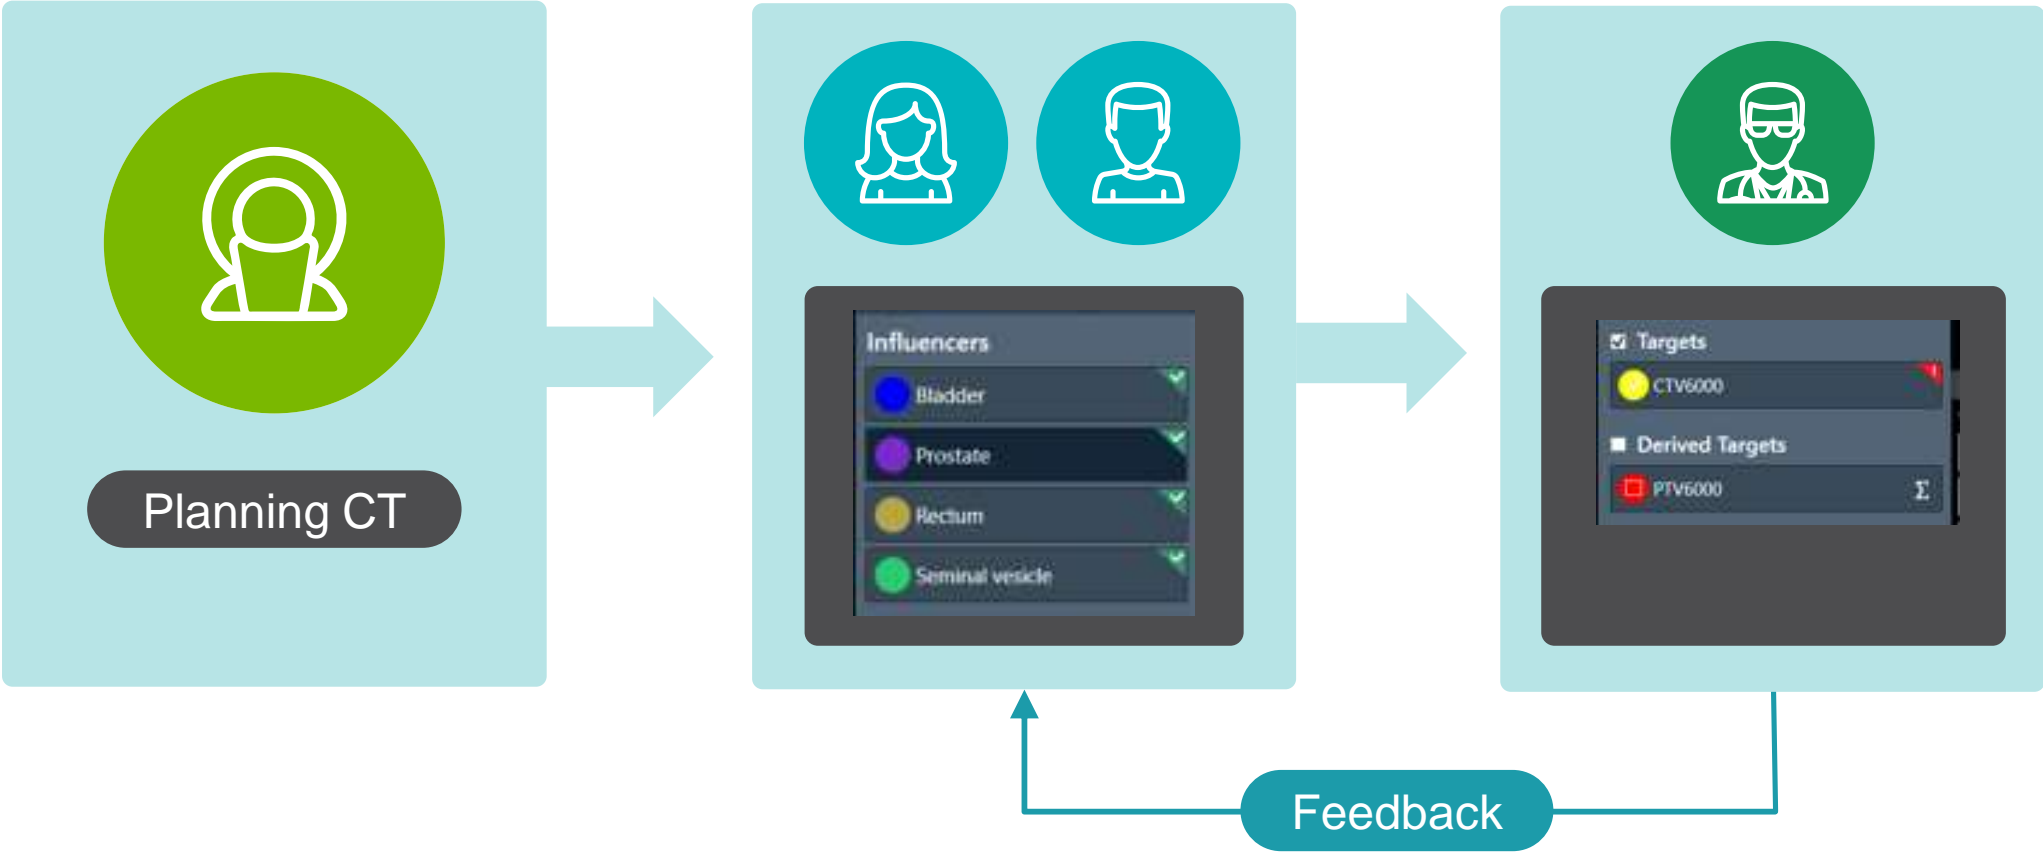 Planning CT
Influencers
Bladder
Prostate
Rectum
Seminal vesicle
Targets
CTV6000
Derived Targets
PTV6000 Σ
Feedback